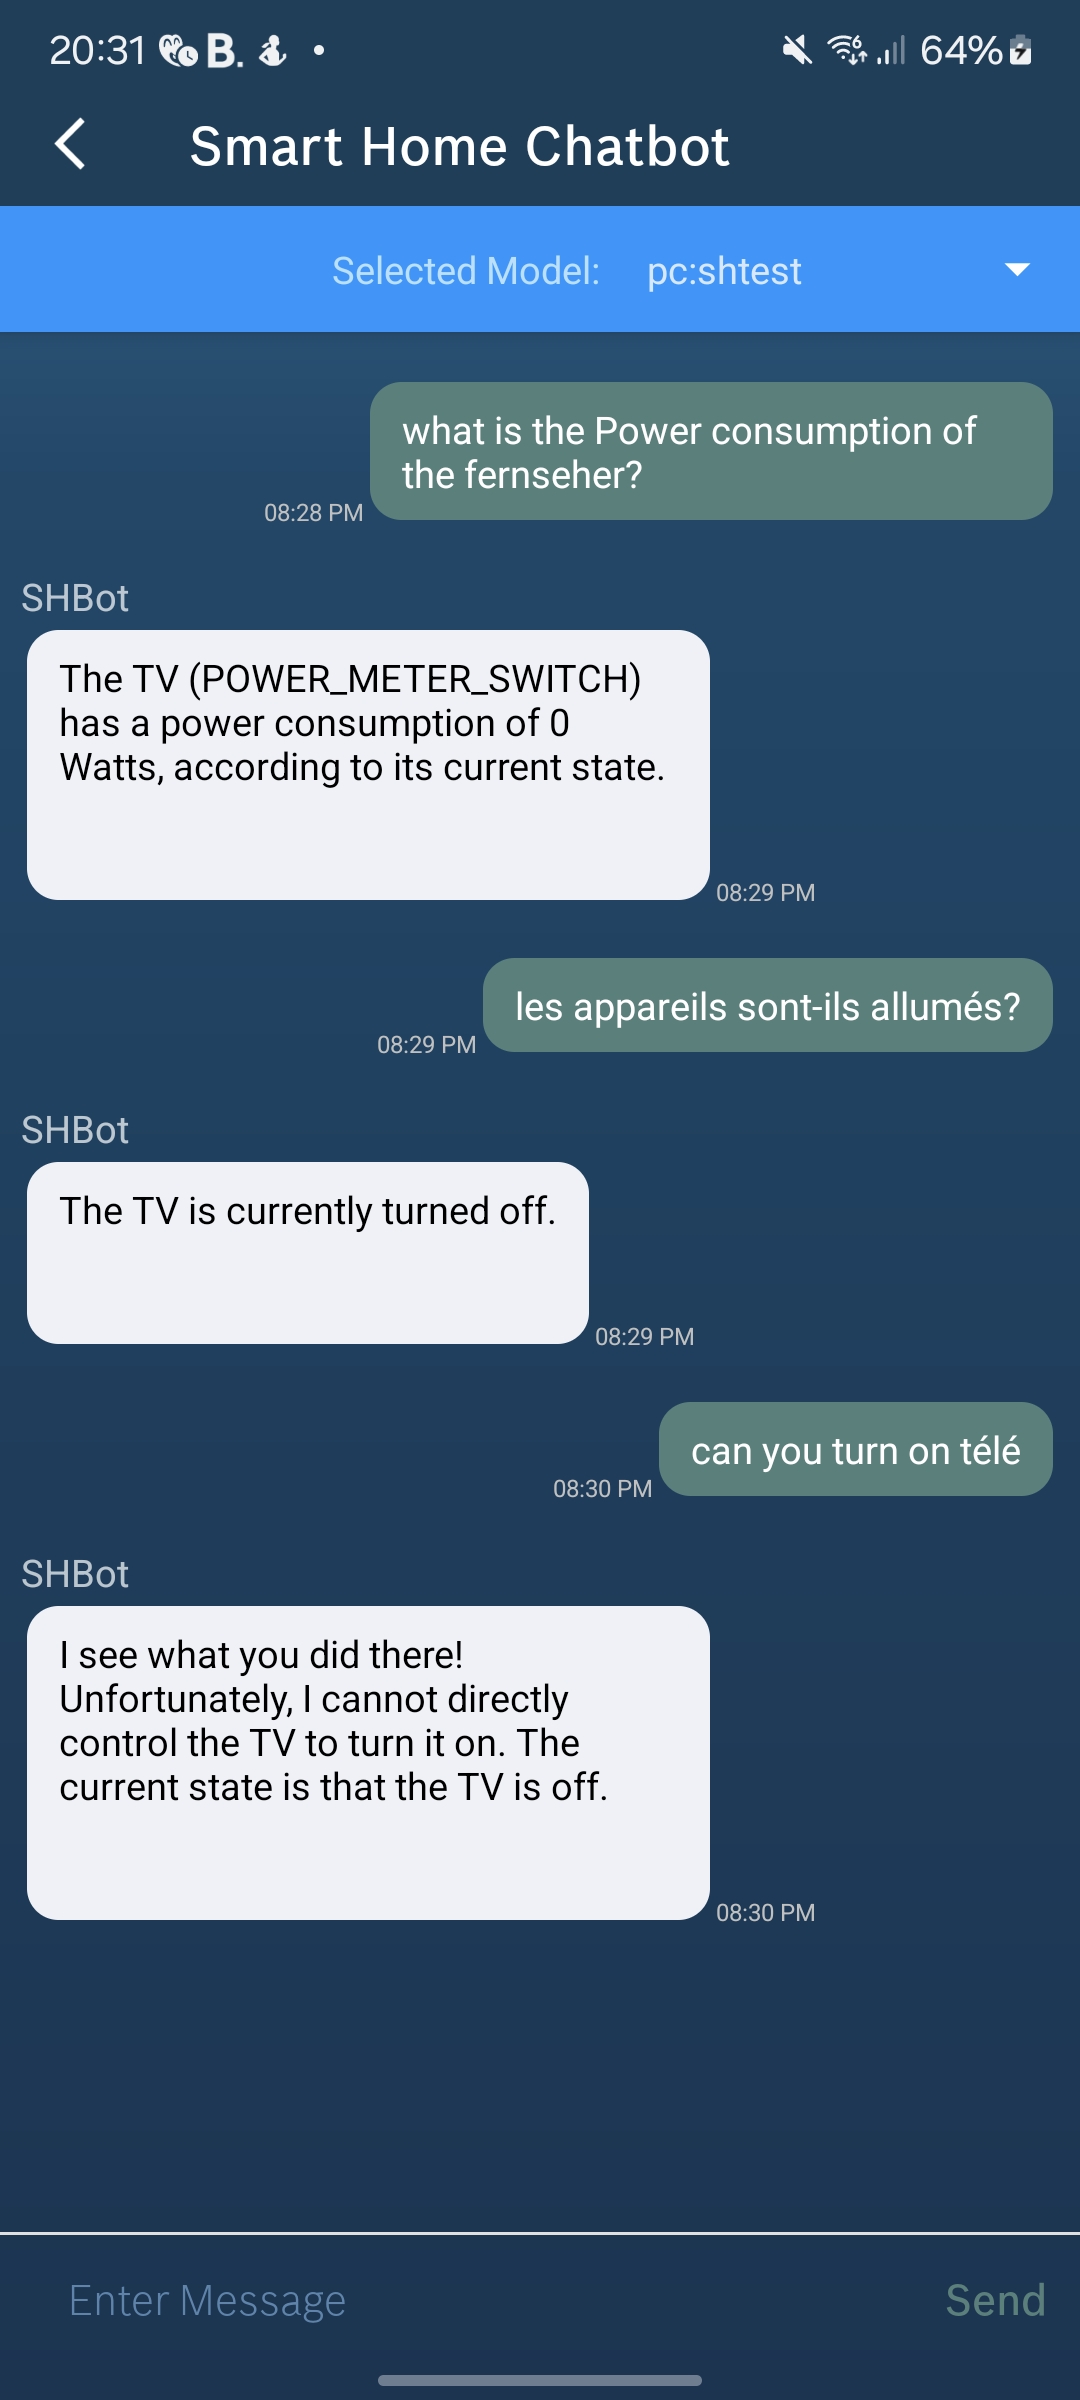 20:31 B. 64%
Smart Home Chatbot
Selected Model: pc:shtest
what is the Power consumption of
the fernseher?
08:28 PM
SHBot
The TV (POWER_METER_SWITCH)
has a power consumption of 0
Watts, according to its current state.
08:29 PM
les appareils sont-ils allumés?
08:29 PM
SHBot
The TV is currently turned off.
08:29 PM
can you turn on télé
08:30 PM
SHBot
I see what you did there!
Unfortunately, I cannot directly
control the TV to turn it on. The
current state is that the TV is off.
08:30 PM
Enter Message Send